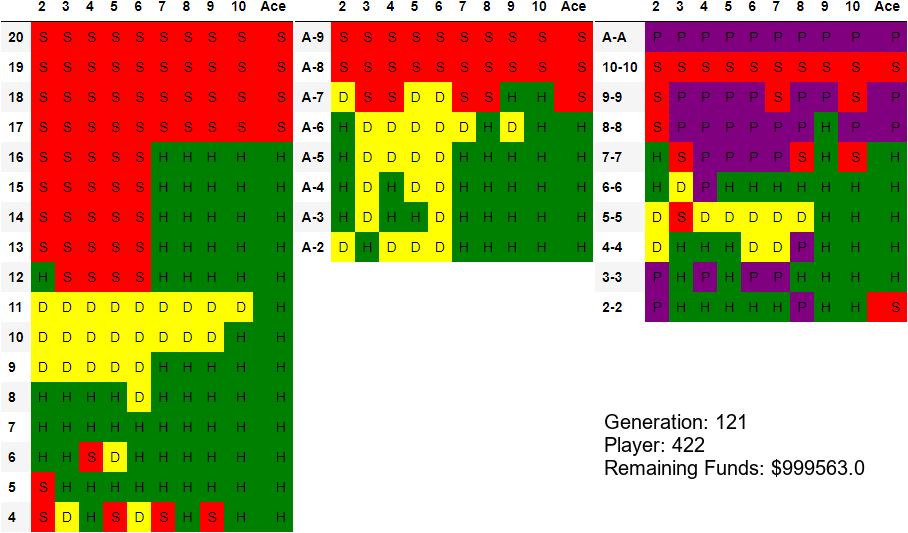 2 3 4 5 6 7 8 9 10 Ace
20 S S S S S S S S S S
19 S S S S S S S S S S
18 S S S S S S S S S S
17 S S S S S S S S S S
16 S S S S S H H H H H
15 S S S S S H H H H H
14 S S S S S H H H H H
13 S S S S S H H H H H
12 H S S S S H H H H H
11 D D D D D D D D D H
10 D D D D D D D D H H
9 D D D D D H H H H H
8 H H H H D H H H H H
7 H H H H H H H H H H
6 H H S D H H H H H H
5 S H H H H H H H H H
4 S D H S D S H S H H
2 3 4 5 6 7 8 9 10 Ace
A-9 S S S S S S S S S S
A-8 S S S S S S S S S S
A-7 D S S D D S S H H S
A-6 H D D D D D H D H H
A-5 H D D D D H H H H H
A-4 H D H D D H H H H H
A-3 H D H H D H H H H H
A-2 D H D D D H H H H H
2 3 4 5 6 7 8 9 10 Ace
A-A P P P P P P P P P P
10-10 S S S S S S S S S S
9-9 S P P P P S P P S P
8-8 S P P P P P P H P P
7-7 H S P P P P S H S H
6-6 H D P H H H H H H H
5-5 D S D D D D D H H H
4-4 D H H H D D P H H H
3-3 P H P H P P H H H H
2-2 P H H H H H P H H S
Generation: 121
Player: 422
Remaining Funds: $999563.0